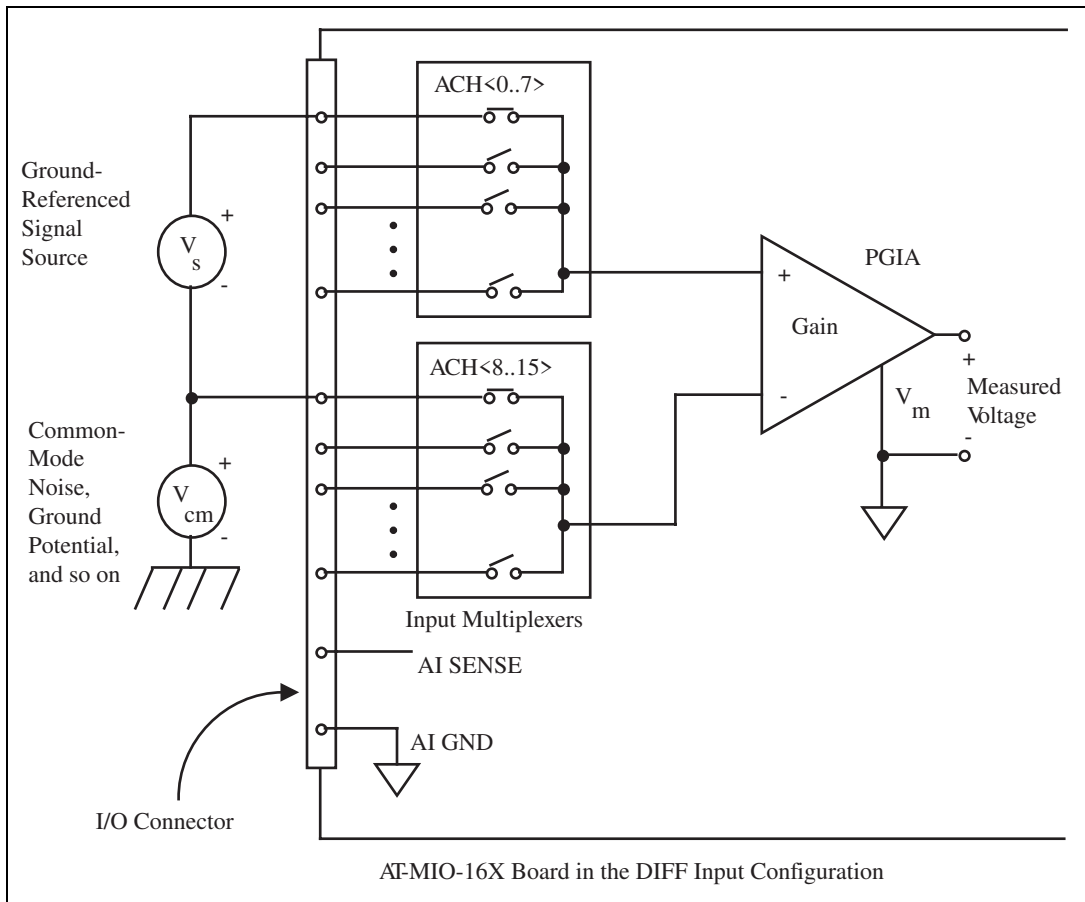 ACH<0..7>
Ground-
Referenced
Signal
Source
+
V
s
-
PGIA
+
Gain
-
+
V
m
Measured
Voltage
-
ACH<8..15>
Common-
Mode
Noise,
Ground
Potential,
and so on
+
V
cm
-
Input Multiplexers
AI SENSE
AI GND
I/O Connector
AT-MIO-16X Board in the DIFF Input Configuration